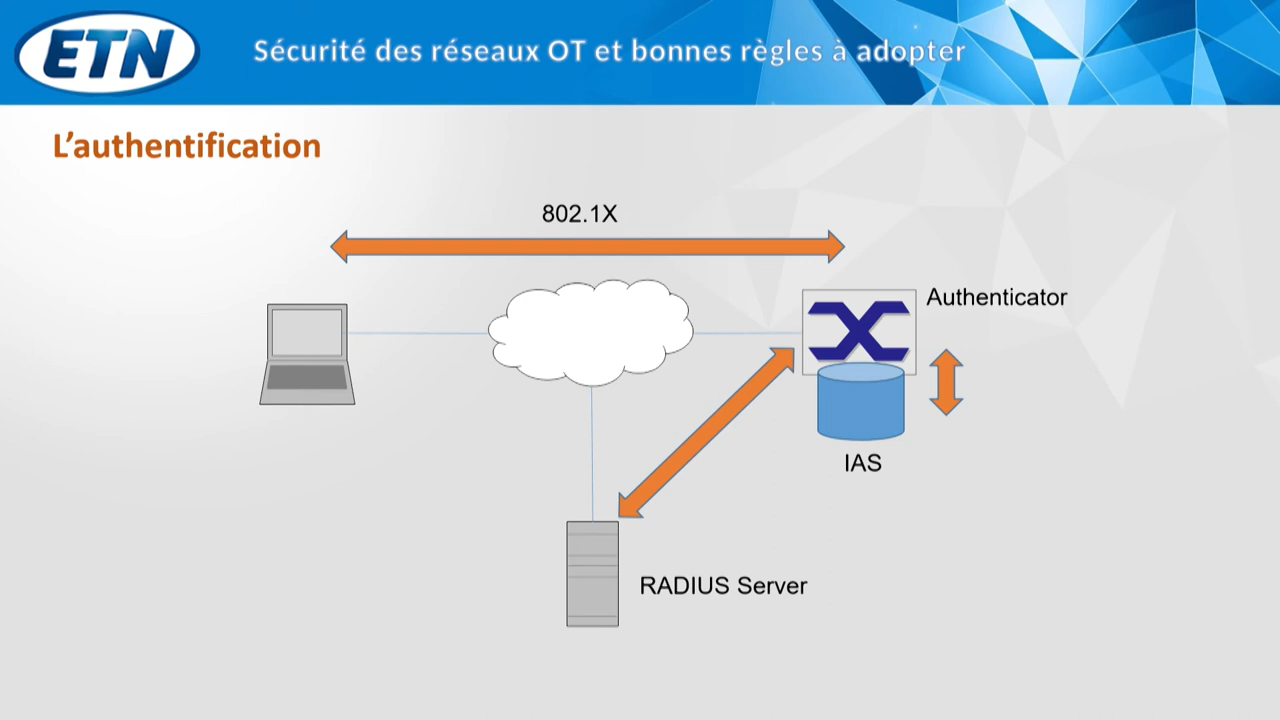 ETN
Sécurité des réseaux OT et bonnes règles à adopter
L'authentification
802.1X
Authenticator
IAS
RADIUS Server